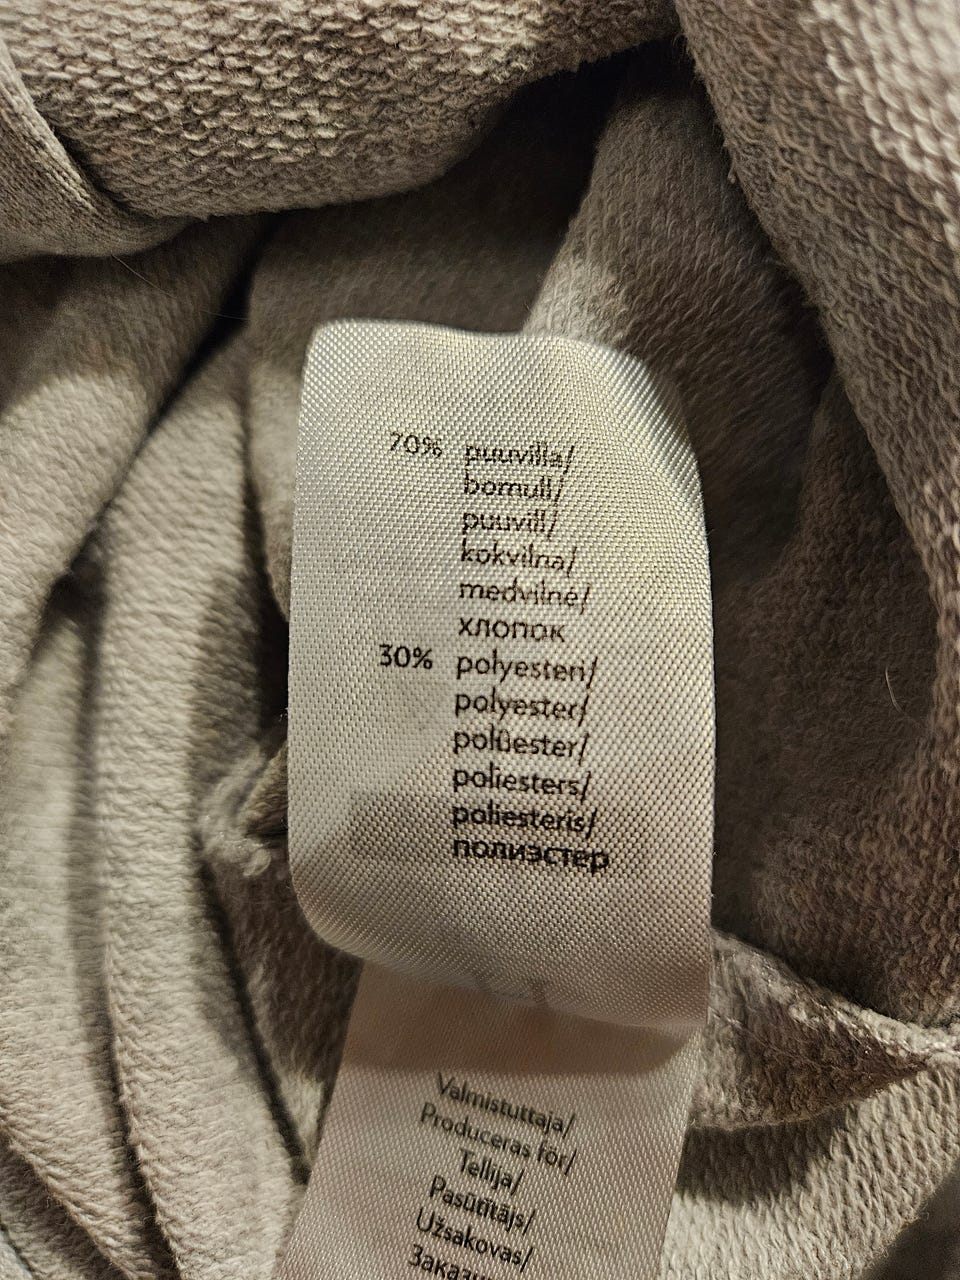 70% puuvilla/
bomull/
puuvill/
kokvilna/
medvilnė/
хлопок
30% polyesteri/
polyester/
polüester/
poliesters/
poliesteris/
полиэстер
Valmistuttaja/
Produceras för/
Tellija/
Pasūtītājs/
Užsakovas/